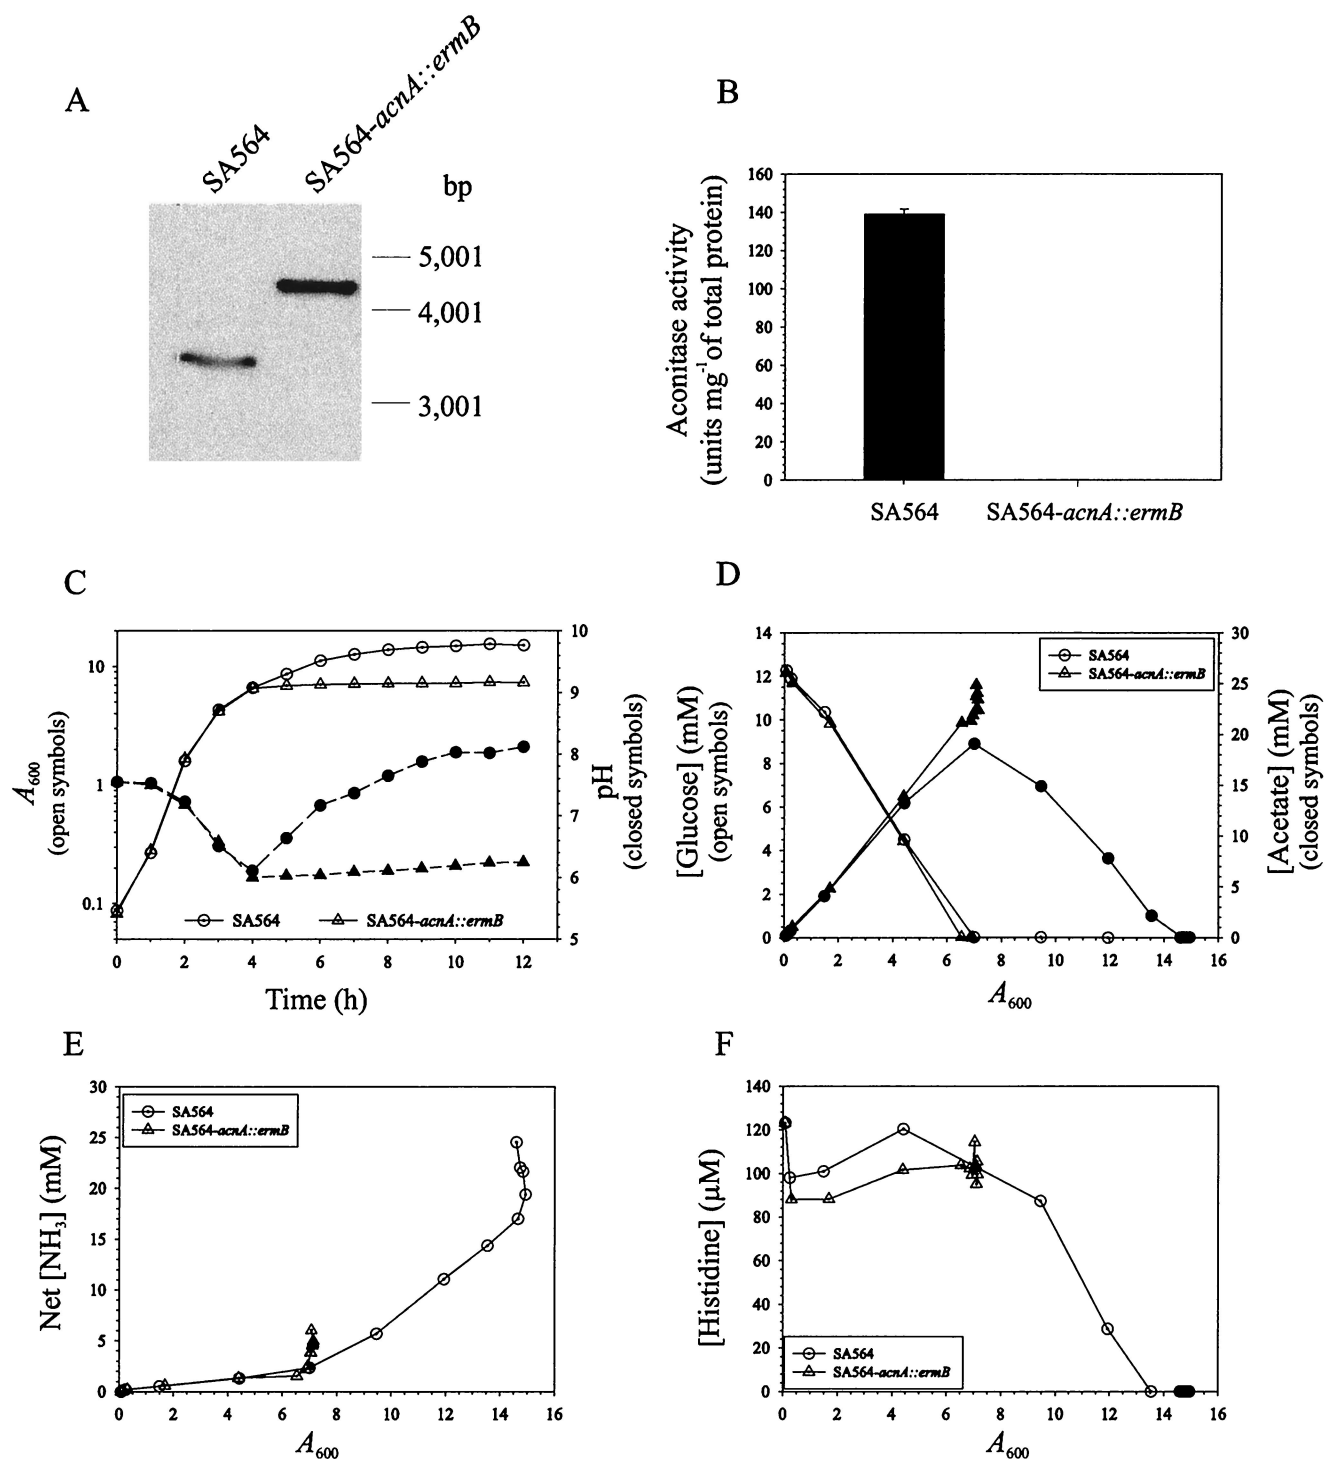 A
SA564
SA564-acnA::ermB
bp
5,001
4,001
3,001
B
Aconitase activity
(units mg-1of total protein)
160
140
120
100
80
60
40
20
0
SA564
SA564-acnA::ermB
C
A600
(open symbols)
10
1
0.1
10
9
8
7
6
5
pH
(closed symbols)
SA564
SA564-acnA::ermB
0
2
4
6
8
10
12
Time (h)
D
[Glucose] (mM)
(open symbols)
14
12
10
8
6
4
2
0
30
25
20
15
10
5
0
[Acetate] (mM)
(closed symbols)
SA564
SA564-acnA::ermB
0
2
4
6
8
10
12
14
16
A600
E
Net [NH3] (mM)
30
25
20
15
10
5
0
SA564
SA564-acnA::ermB
0
2
4
6
8
10
12
14
16
A600
F
[Histidine] (µM)
140
120
100
80
60
40
20
0
SA564
SA564-acnA::ermB
0
2
4
6
8
10
12
14
16
A600